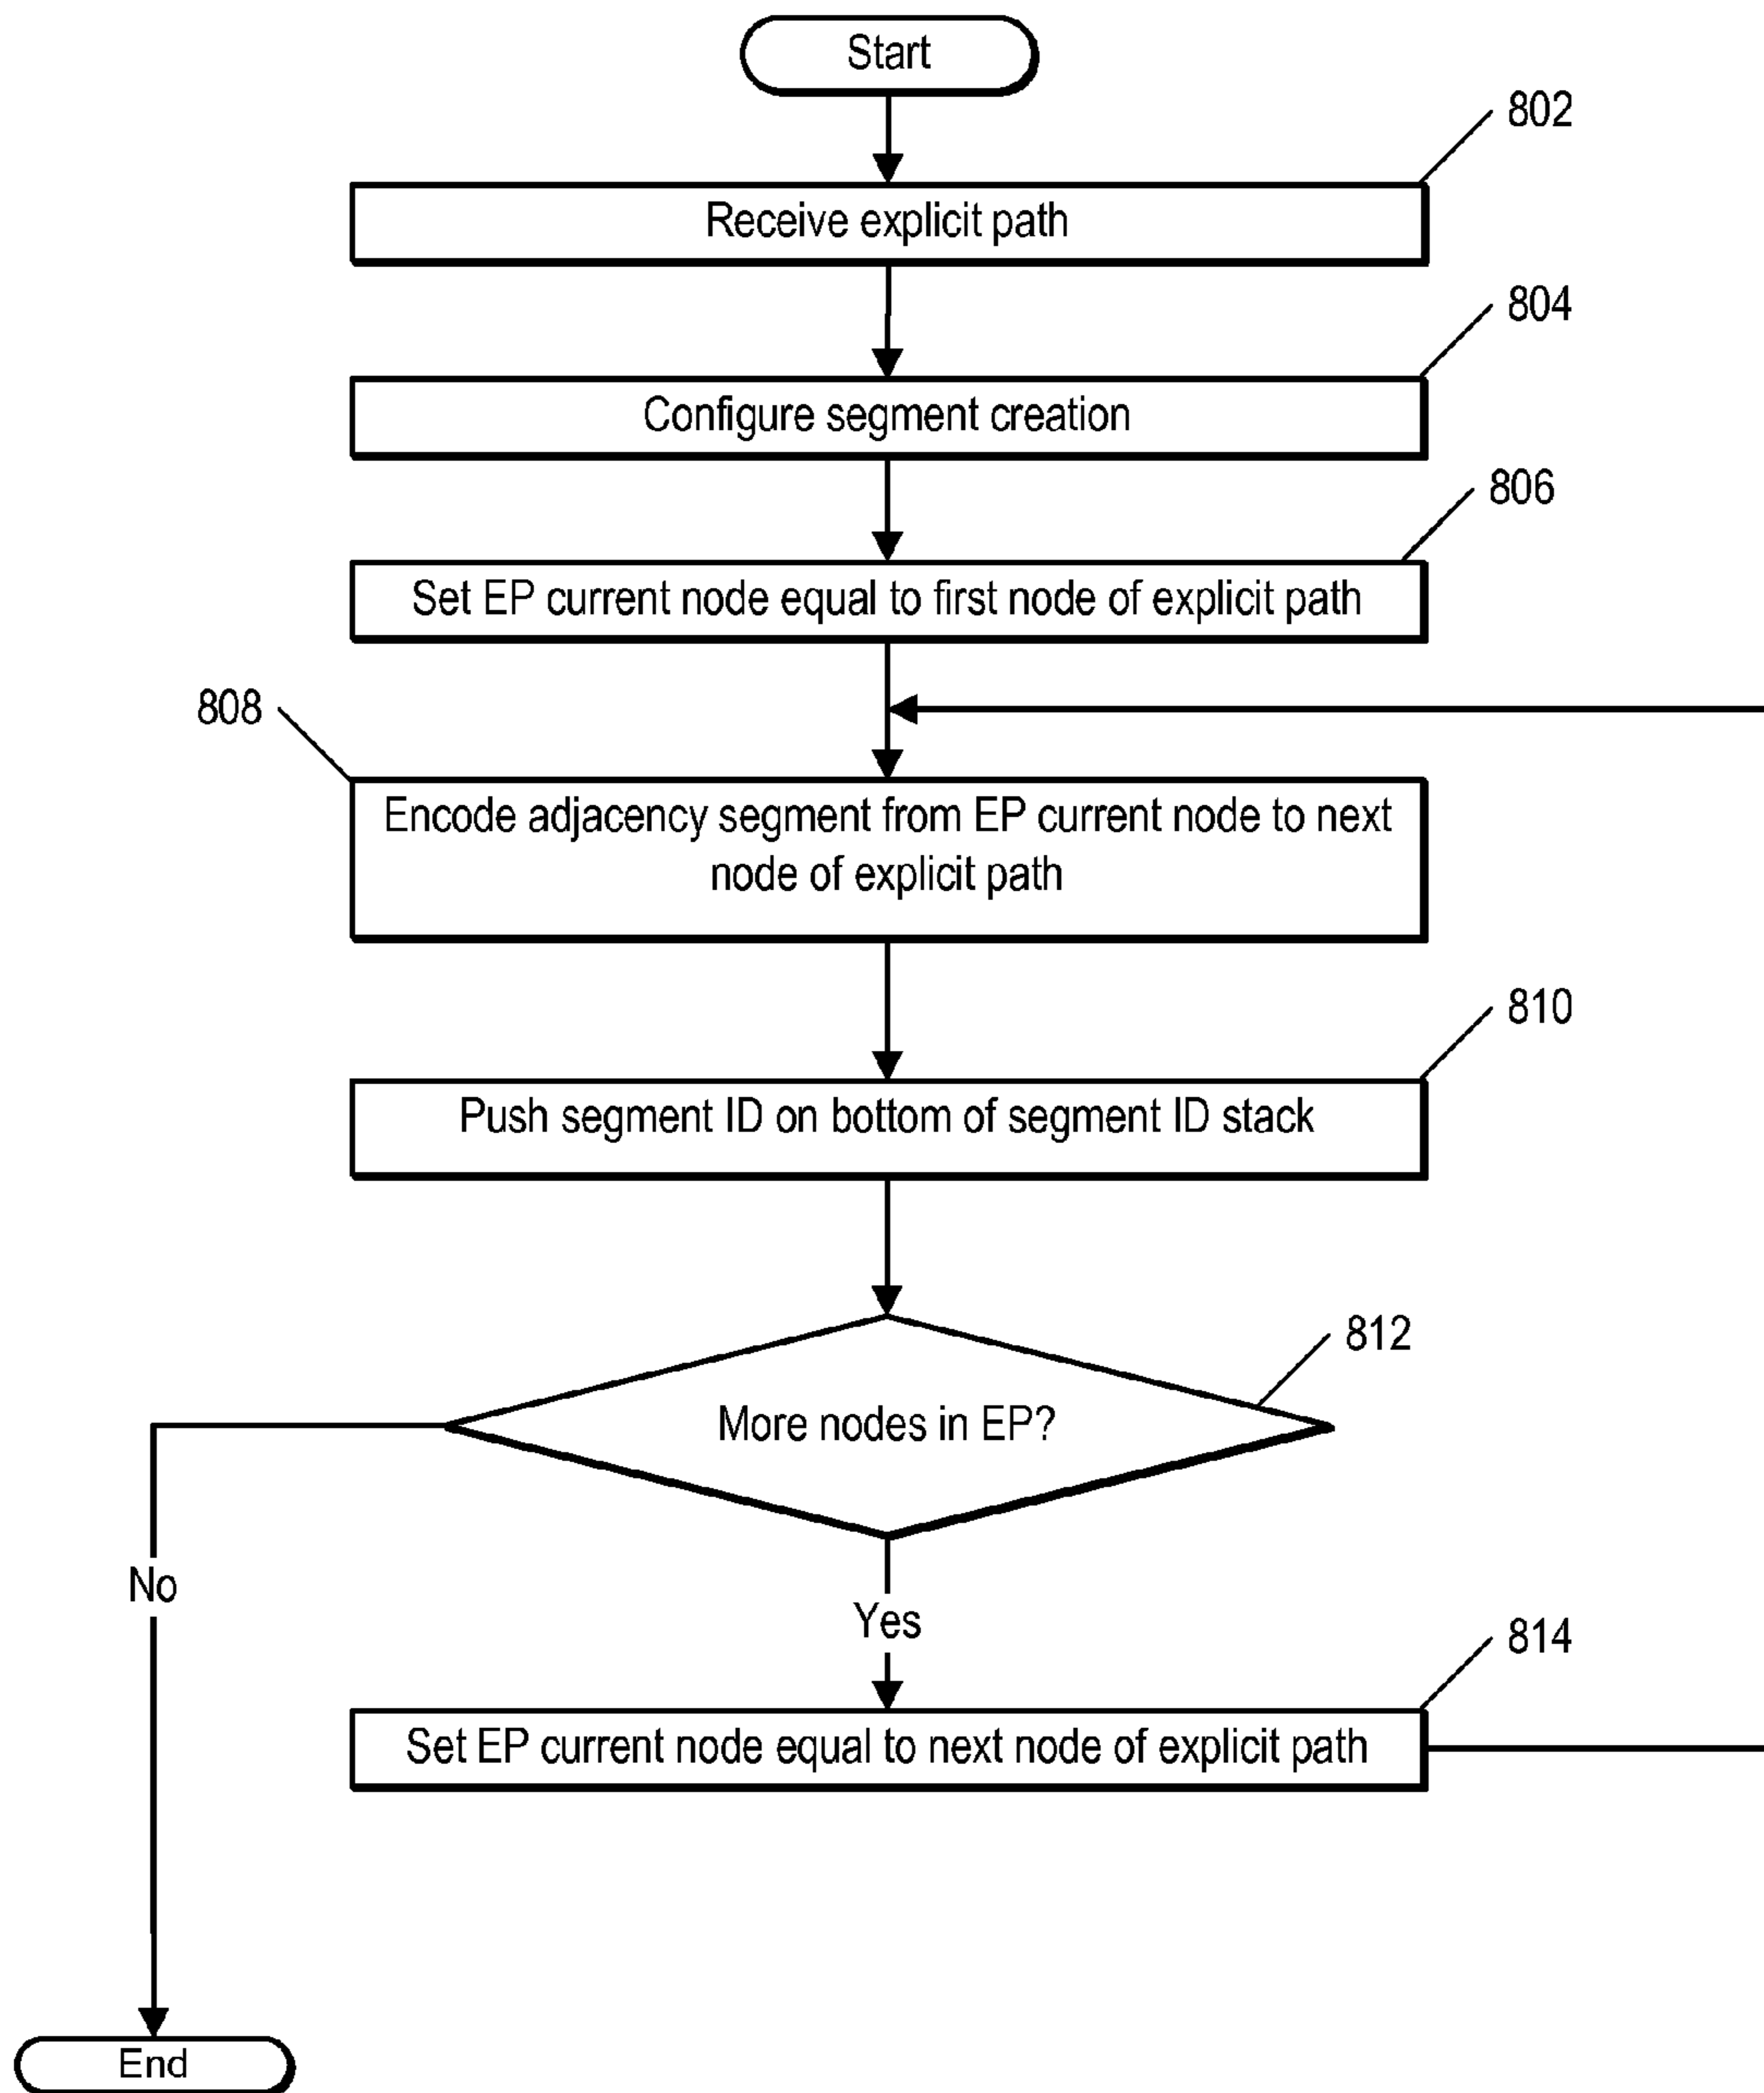 Start
802
Receive explicit path
804
Configure segment creation
806
Set EP current node equal to first node of explicit path
808
Encode adjacency segment from EP current node to next
node of explicit path
810
Push segment ID on bottom of segment ID stack
812
More nodes in EP?
No
Yes
814
Set EP current node equal to next node of explicit path
End